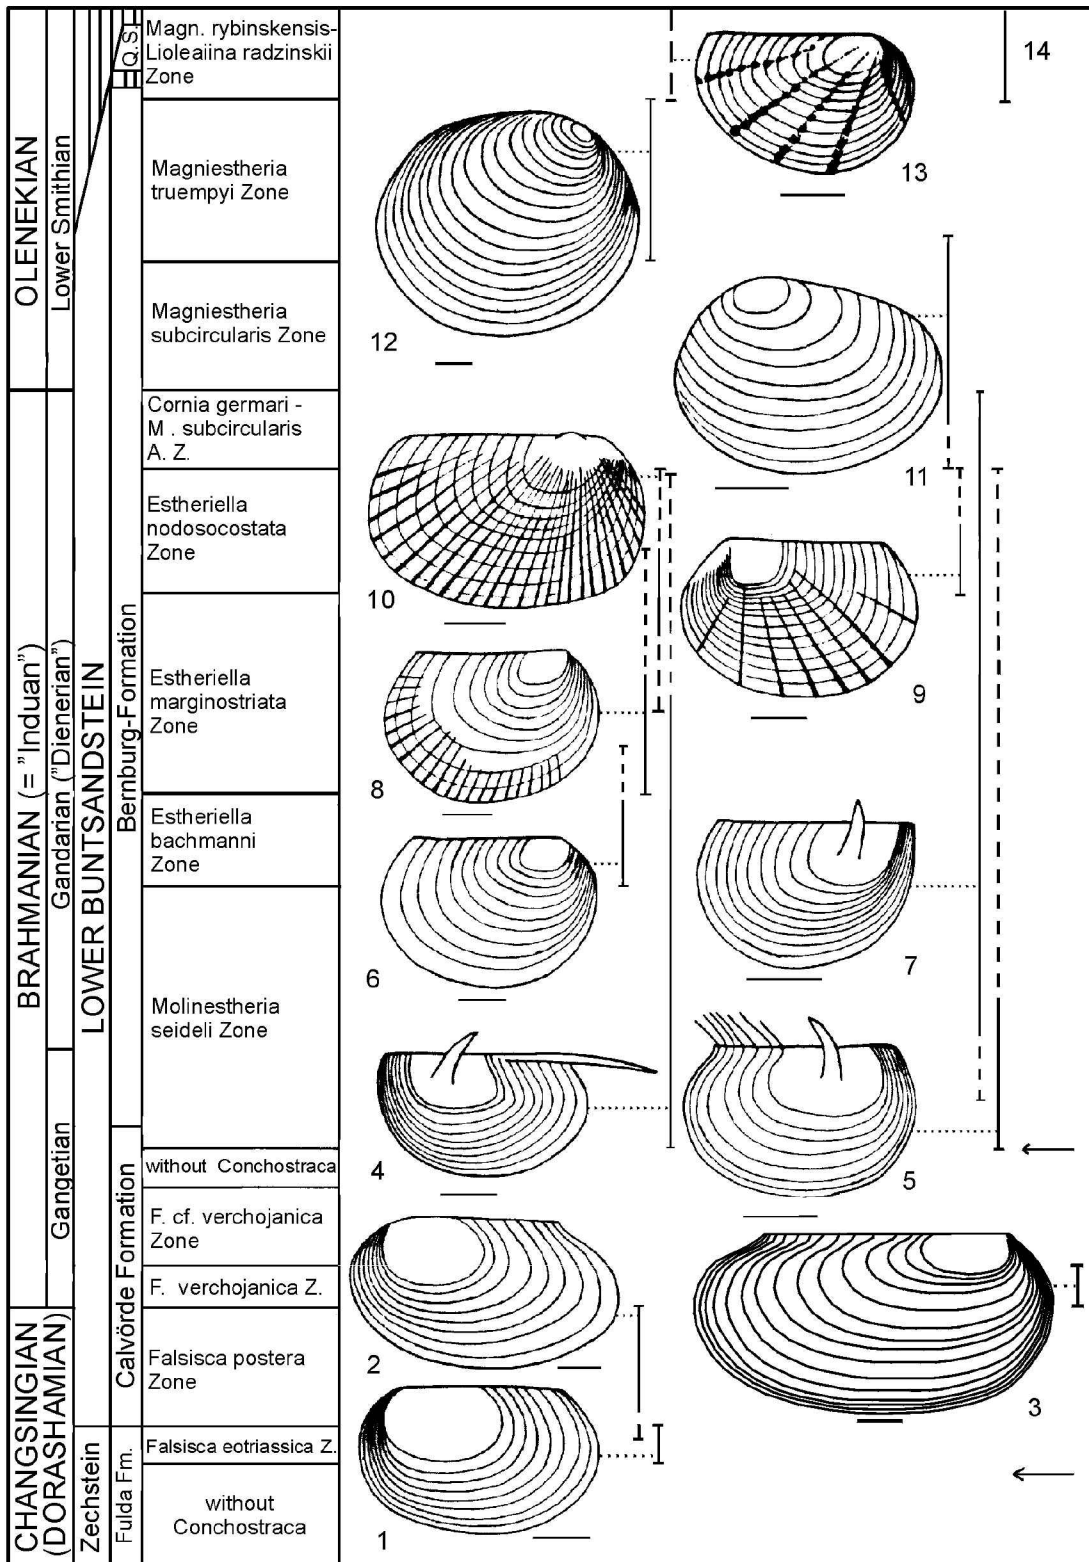 OLENEKIAN
Lower Smithian
BRAHMANIAN (= "Induan")
Gandarian ("Dienerian")
Gangetian
CHANGSINGIAN
(DORASHAMIAN)
LOWER BUNTSANDSTEIN
Zechstein
Q.S.
Bernburg-Formation
Calvörde Formation
Fulda Fm.
Magn. rybinskensis-
Lioleaiina radzinskii
Zone
Magniestheria
truempyi Zone
Magniestheria
subcircularis Zone
Cornia germari -
M . subcircularis
A. Z.
Estheriella
nodosocostata
Zone
Estheriella
marginostriata
Zone
Estheriella
bachmanni
Zone
Molinestheria
seideli Zone
without Conchostraca
F. cf. verchojanica
Zone
F. verchojanica Z.
Falsisca postera
Zone
Falsisca eotriassica Z.
without
Conchostraca
14
13
12
11
10
9
8
7
6
5
4
3
2
1